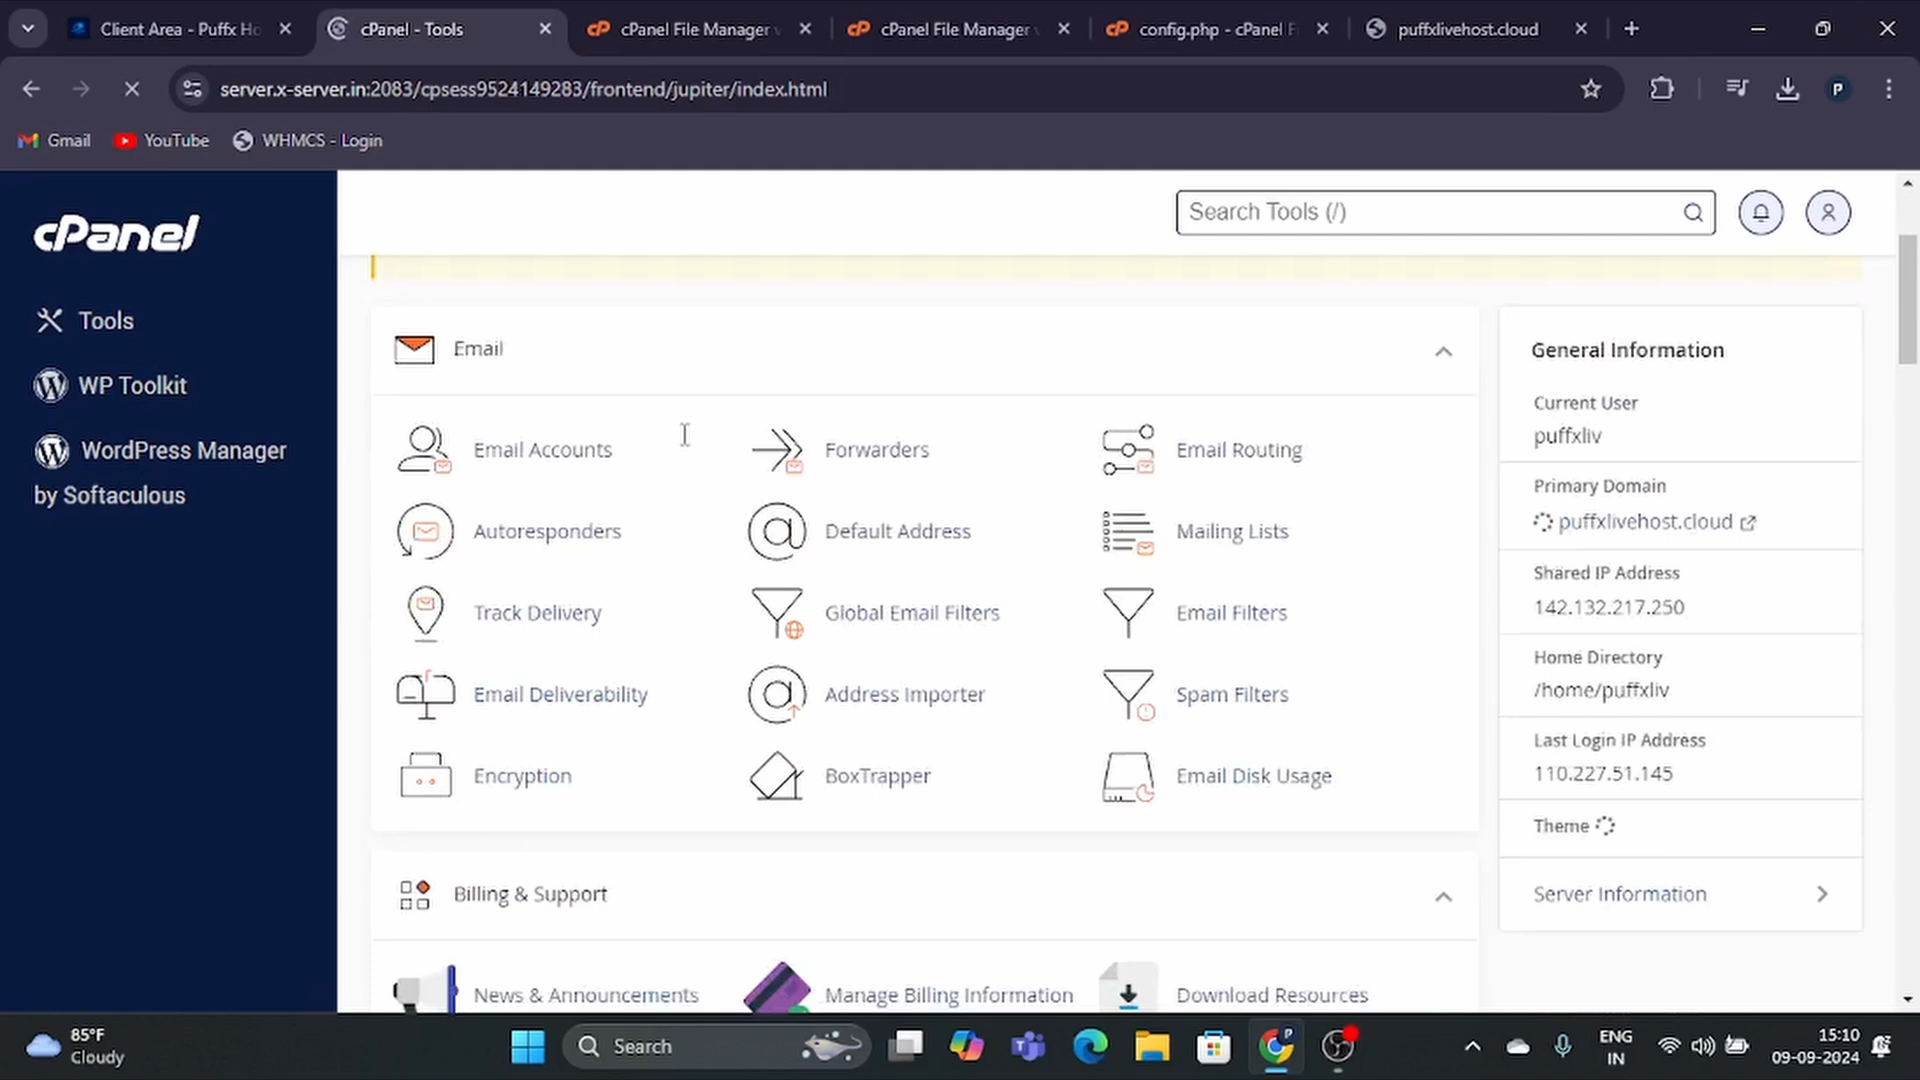 Client Area - Puffx Ho
cPanel - Tools
cPanel File Manager v
cPanel File Manager
config.php - cPanel F
puffxlivehost.cloud
server.x-server.in:2083/cpsess9524149283/frontend/jupiter/index.html
P
Gmail
YouTube
WHMCS - Login
cPanel
Search Tools (/)
Tools
WP Toolkit
WordPress Manager
by Softaculous
Email
Email Accounts
Forwarders
Email Routing
Autoresponders
Default Address
Mailing Lists
Track Delivery
Global Email Filters
Email Filters
Email Deliverability
Address Importer
Spam Filters
Encryption
BoxTrapper
Email Disk Usage
Billing & Support
News & Announcements
Manage Billing Information
Download Resources
General Information
Current User
puffxliv
Primary Domain
puffxlivehost.cloud
Shared IP Address
142.132.217.250
Home Directory
/home/puffxliv
Last Login IP Address
110.227.51.145
Theme
Server Information
85°F
Cloudy
Search
ENG
IN
15:10
09-09-2024